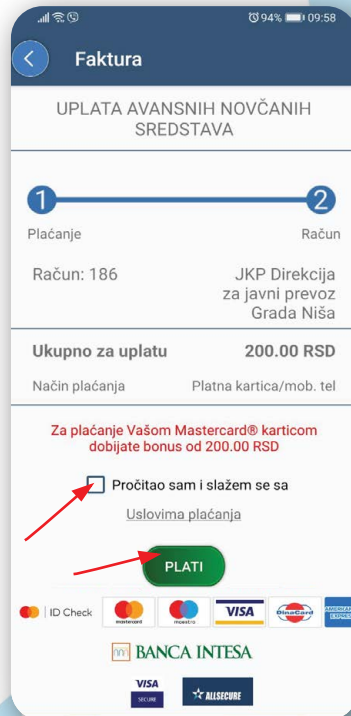 94% 09:58
Faktura
UPLATA AVANSNIH NOVČANIH
SREDSTAVA
1 2
Plaćanje Račun
Račun: 186 JKP Direkcija
za javni prevoz
Grada Niša
Ukupno za uplatu 200.00 RSD
Način plaćanja Platna kartica/mob. tel
Za plaćanje Vašom Mastercard® karticom
dobijate bonus od 200.00 RSD
Pročitao sam i slažem se sa
Uslovima plaćanja
PLATI
ID Check mastercard maestro VISA DinaCard AMERICAN
EXPRESS
BANCA INTESA
VISA
SECURE ALLSECURE